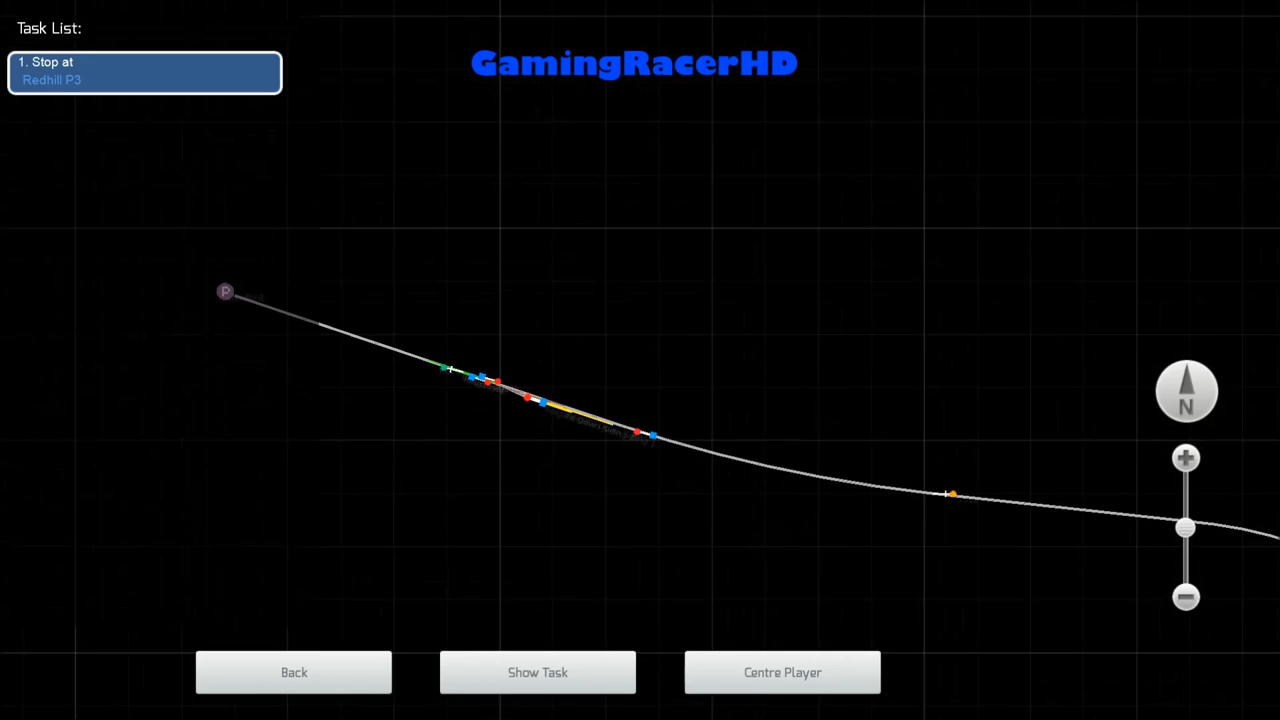 Task List:
GamingRacerHD
1. Stop at
Redhill P3
P
N
Back
Show Task
Centre Player